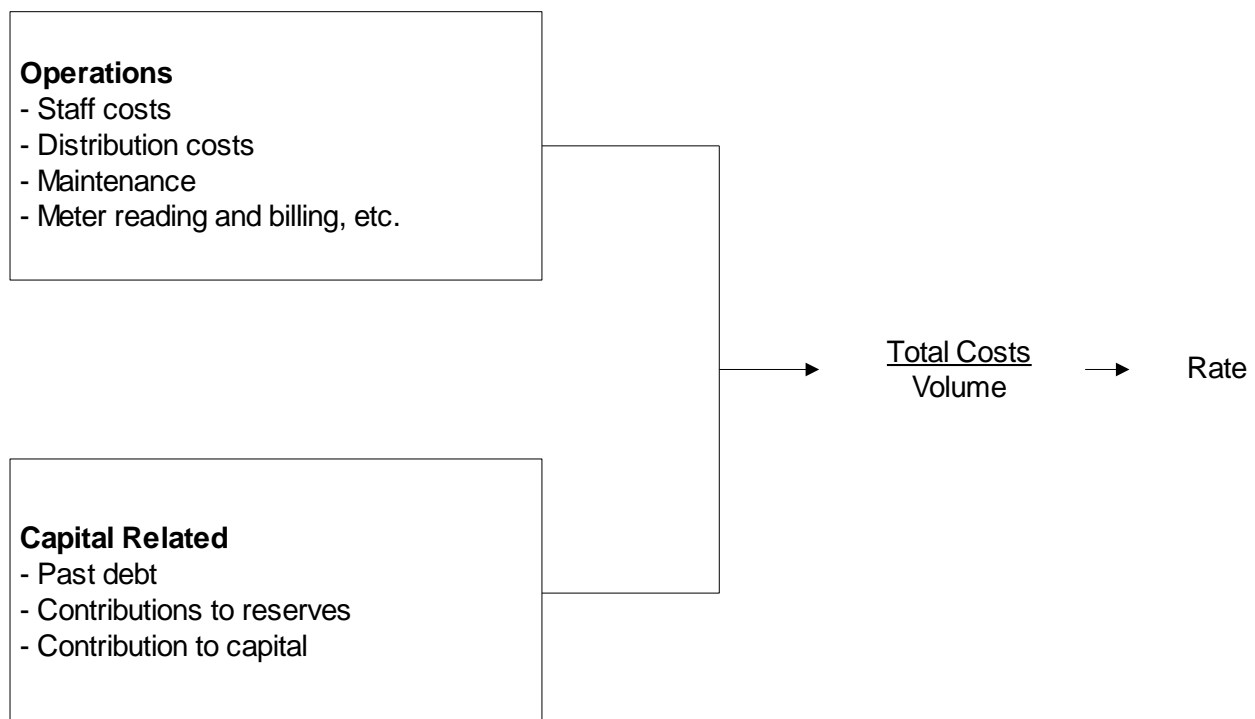 Operations
- Staff costs
- Distribution costs
- Maintenance
- Meter reading and billing, etc.
Total Costs
Volume
Rate
Capital Related
- Past debt
- Contributions to reserves
- Contribution to capital